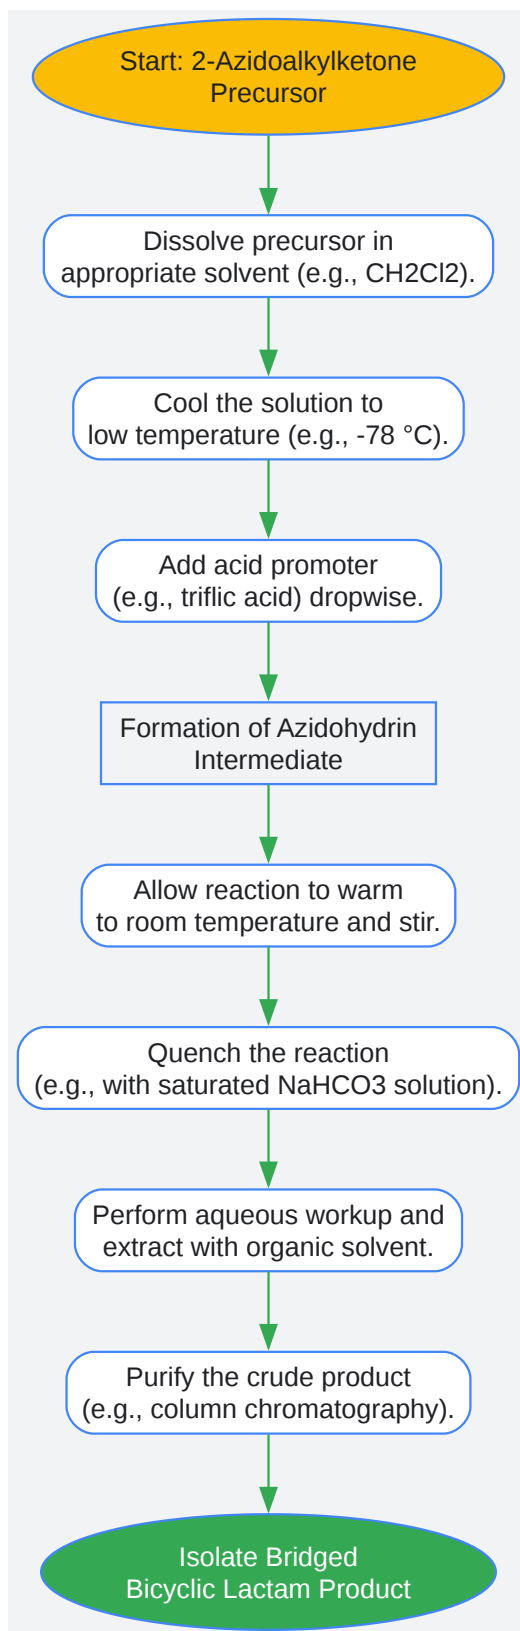 Start: 2-Azidoalkylketone
Precursor
Dissolve precursor in
appropriate solvent (e.g., CH2Cl2).
Cool the solution to
low temperature (e.g., -78 °C).
Add acid promoter
(e.g., triflic acid) dropwise.
Formation of Azidohydrin
Intermediate
Allow reaction to warm
to room temperature and stir.
Quench the reaction
(e.g., with saturated NaHCO3 solution).
Perform aqueous workup and
extract with organic solvent.
Purify the crude product
(e.g., column chromatography).
Isolate Bridged
Bicyclic Lactam Product